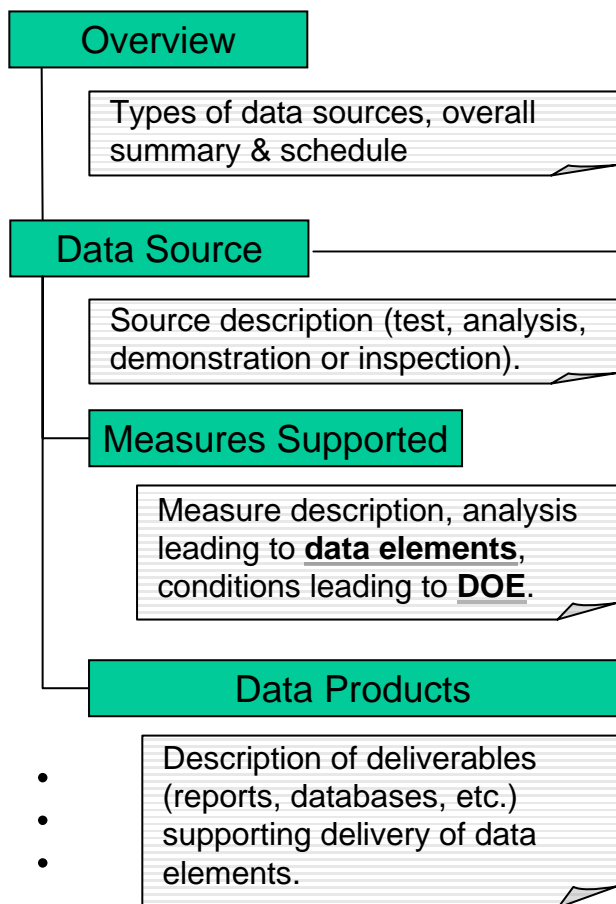 Overview
Types of data sources, overall
summary & schedule
Data Source
Source description (test, analysis,
demonstration or inspection).
Measures Supported
Measure description, analysis
leading to data elements,
conditions leading to DOE.
Data Products
Description of deliverables
(reports, databases, etc.)
supporting delivery of data
elements.